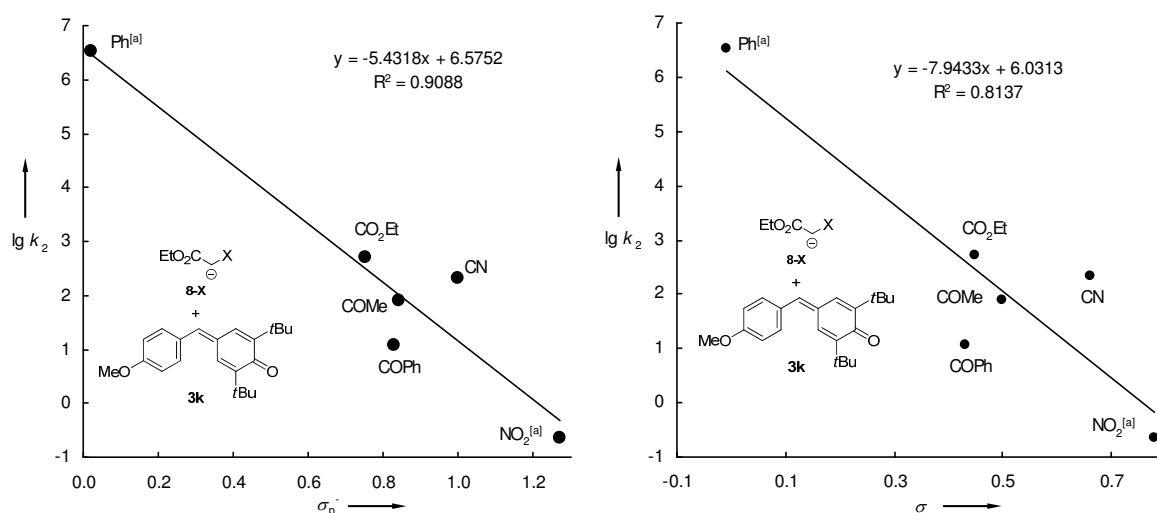 7
6
5
4
3
2
1
0
-1
lg k₂
Ph[a]
y = -5.4318x + 6.5752
R² = 0.9088
CO₂Et
CN
COMe
COPh
NO₂[a]
EtO₂C X
⊖
8-X
+
tBu
O
tBu
MeO
3k
0.0 0.2 0.4 0.6 0.8 1.0 1.2
σp-
7
6
5
4
3
2
1
0
-1
lg k₂
Ph[a]
y = -7.9433x + 6.0313
R² = 0.8137
CO₂Et
COMe
CN
COPh
NO₂[a]
EtO₂C X
⊖
8-X
+
tBu
O
tBu
MeO
3k
-0.1 0.1 0.3 0.5 0.7
σ